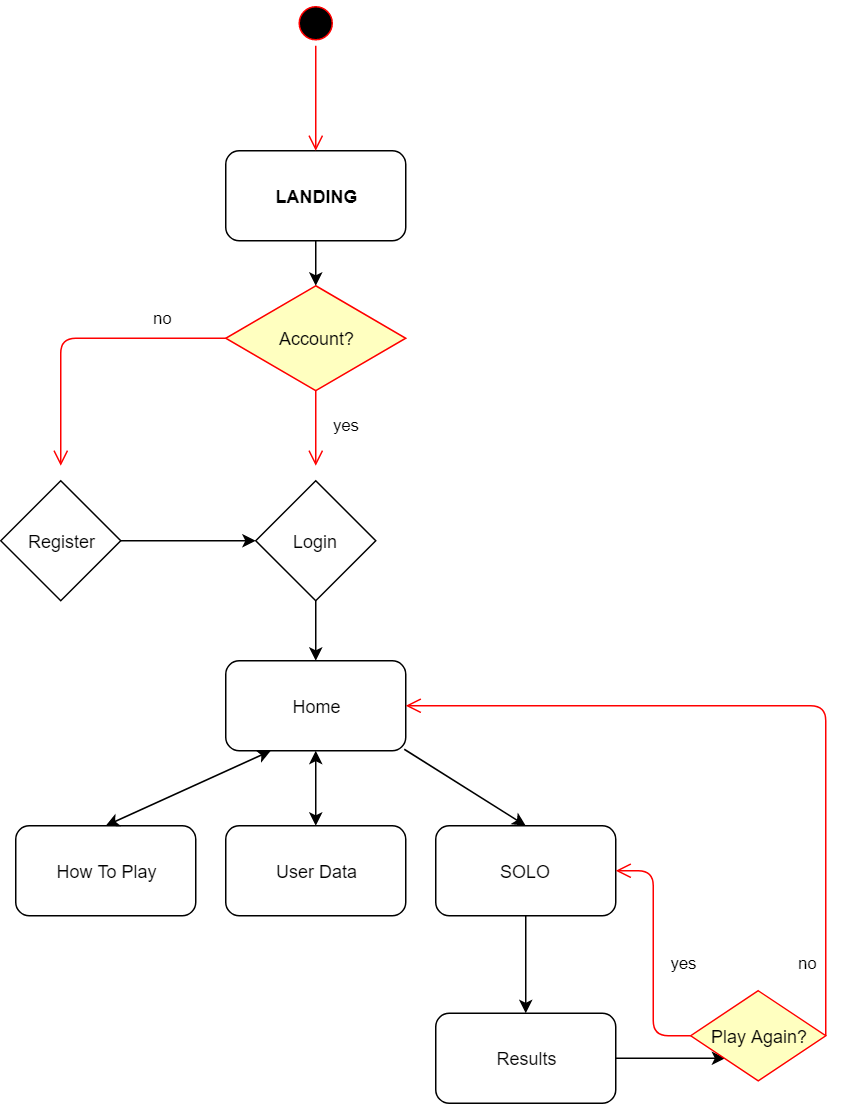 LANDING
no
Account?
yes
Register
Login
Home
How To Play
User Data
SOLO
yes
no
Play Again?
Results